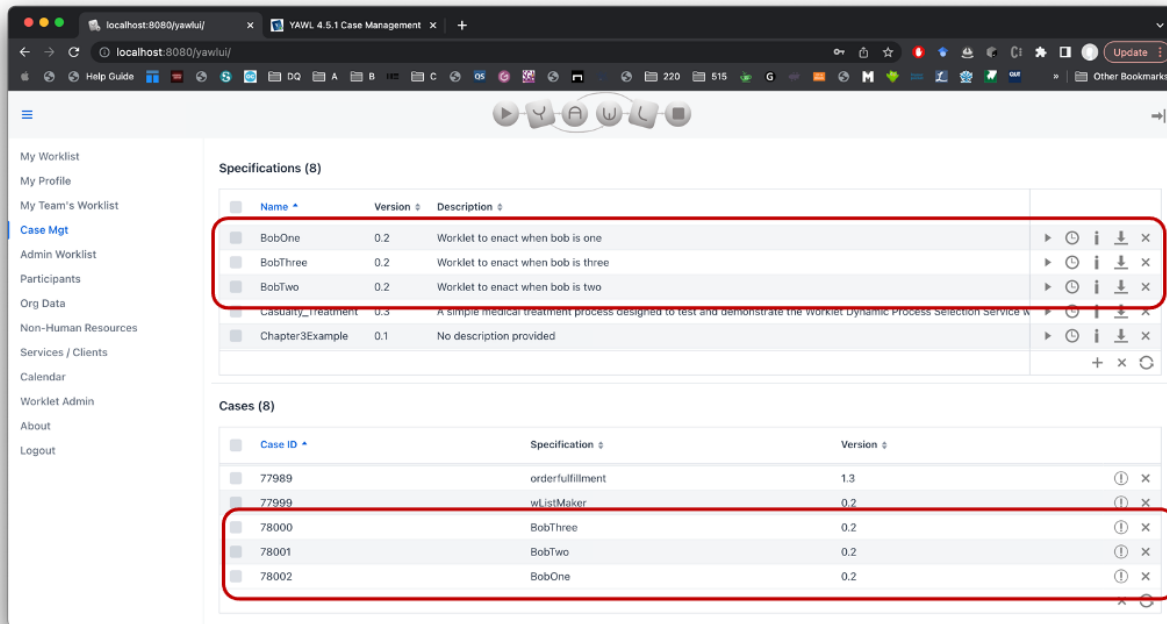 localhost:8080/yawlui/ × YAWL 4.5.1 Case Management × +
localhost:8080/yawlui/ Update
Help Guide DQ A B C QS 220 515 G M QUT » Other Bookmarks
YAWL
My Worklist
My Profile
My Team's Worklist
Case Mgt
Admin Worklist
Participants
Org Data
Non-Human Resources
Services / Clients
Calendar
Worklet Admin
About
Logout
Specifications (8)
Name Version Description
BobOne 0.2 Worklet to enact when bob is one
BobThree 0.2 Worklet to enact when bob is three
BobTwo 0.2 Worklet to enact when bob is two
Casualty_Treatment 0.3 A simple medical treatment process designed to test and demonstrate the Worklet Dynamic Process Selection Service w
Chapter3Example 0.1 No description provided
Cases (8)
Case ID Specification Version
77989 orderfulfillment 1.3
77999 wListMaker 0.2
78000 BobThree 0.2
78001 BobTwo 0.2
78002 BobOne 0.2